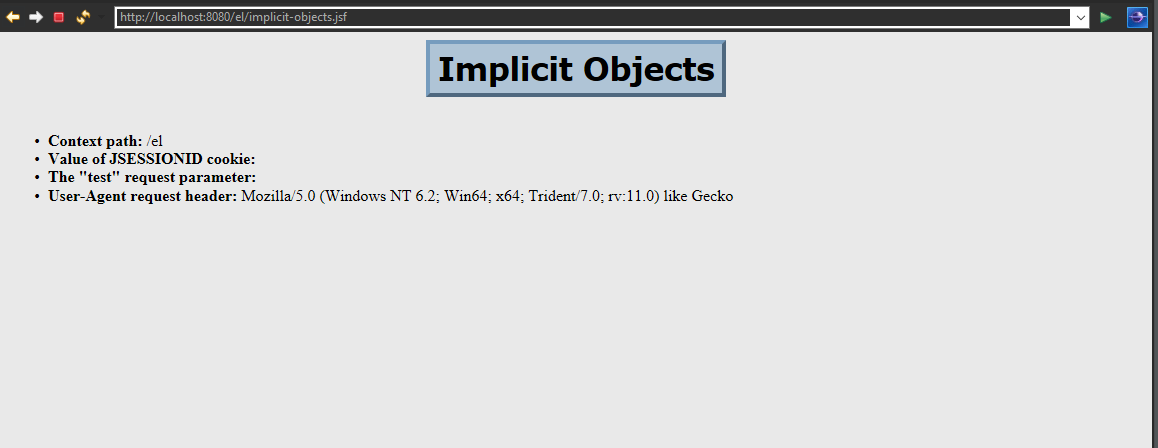 http://localhost:8080/el/implicit-objects.jsf
Implicit Objects
• Context path: /el
• Value of JSESSIONID cookie:
• The "test" request parameter:
• User-Agent request header: Mozilla/5.0 (Windows NT 6.2; Win64; x64; Trident/7.0; rv:11.0) like Gecko